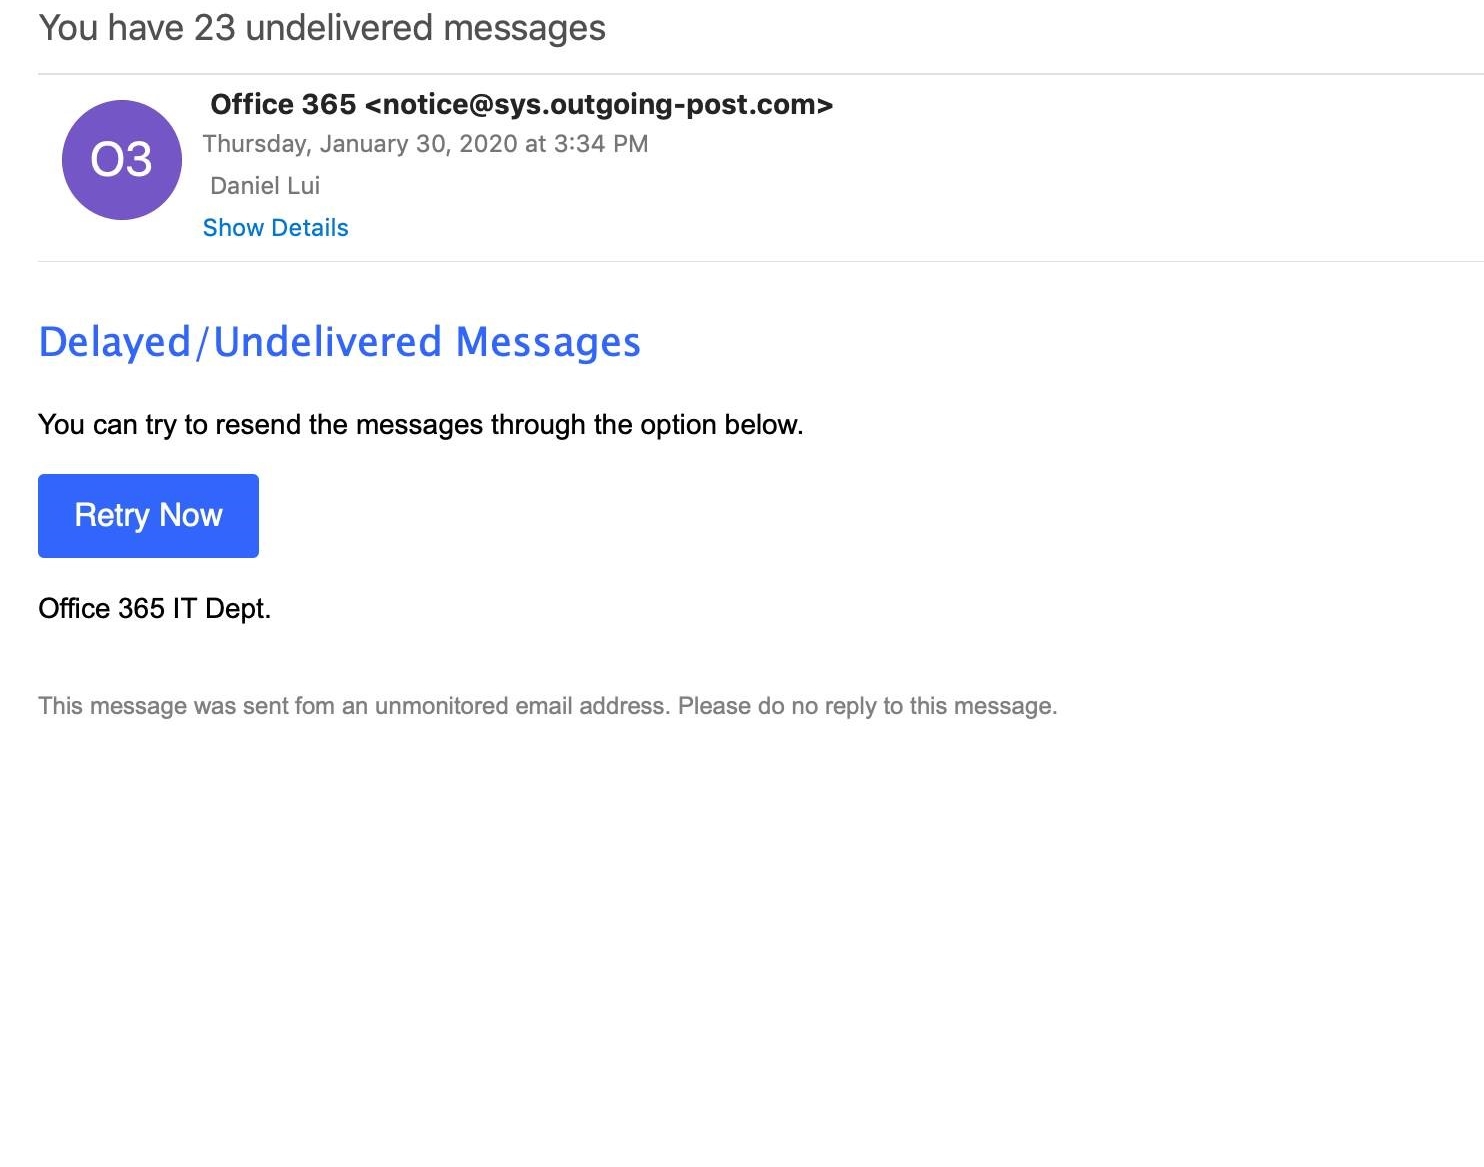 You have 23 undelivered messages
O3
Office 365 <notice@sys.outgoing-post.com>
Thursday, January 30, 2020 at 3:34 PM
Daniel Lui
Show Details
Delayed/Undelivered Messages
You can try to resend the messages through the option below.
Retry Now
Office 365 IT Dept.
This message was sent fom an unmonitored email address. Please do no reply to this message.